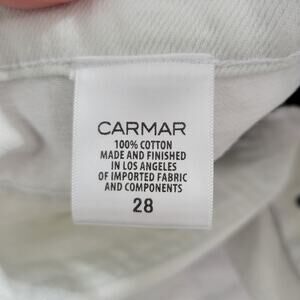 CARMAR
100% COTTON
MADE AND FINISHED
IN LOS ANGELES
OF IMPORTED FABRIC
AND COMPONENTS
28